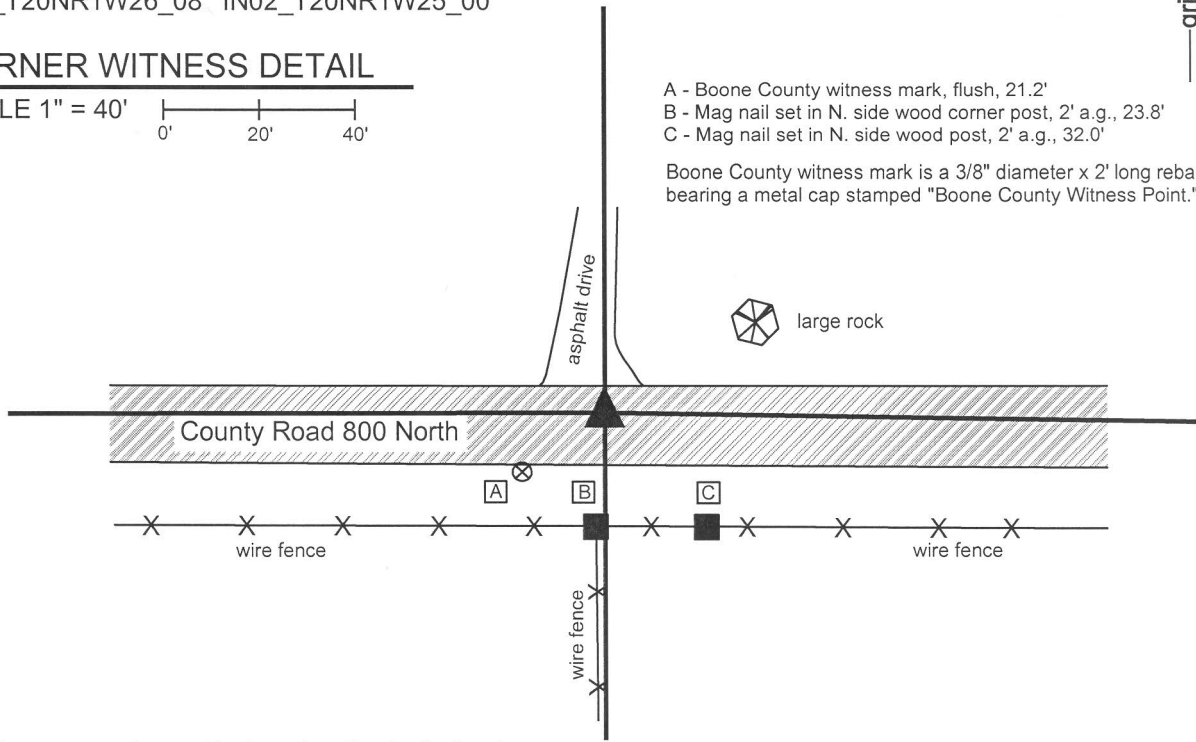 _T20NR1W26_08 IN02_T20NR1W25_00
RNER WITNESS DETAIL
LE 1" = 40'
0' 20' 40'
A - Boone County witness mark, flush, 21.2'
B - Mag nail set in N. side wood corner post, 2' a.g., 23.8'
C - Mag nail set in N. side wood post, 2' a.g., 32.0'
Boone County witness mark is a 3/8" diameter x 2' long reba
bearing a metal cap stamped "Boone County Witness Point."
gri
asphalt drive
large rock
County Road 800 North
A B C
X X X X X X X X X X
wire fence wire fence
wire fence